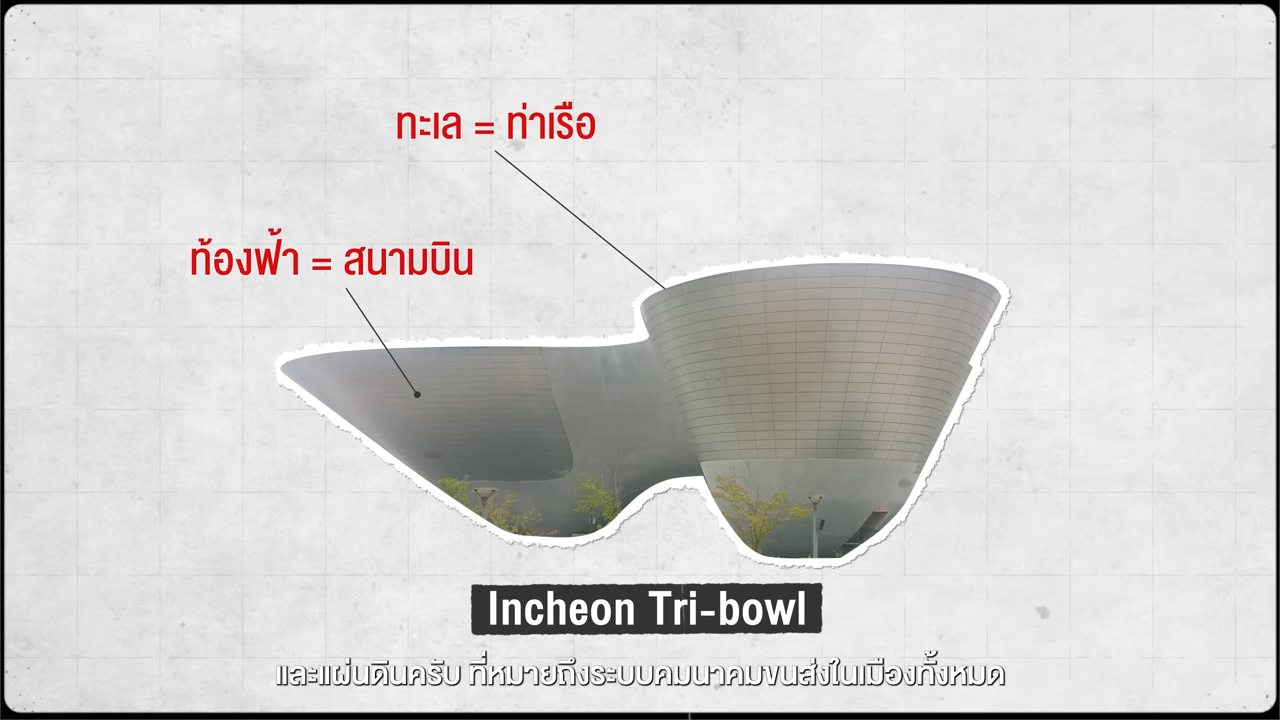 ทะเล = ท่าเรือ
ท้องฟ้า = สนามบิน
Incheon Tri-bowl
และแผ่นดินครับ ที่หมายถึงระบบคมนาคมขนส่งในเมืองทั้งหมด